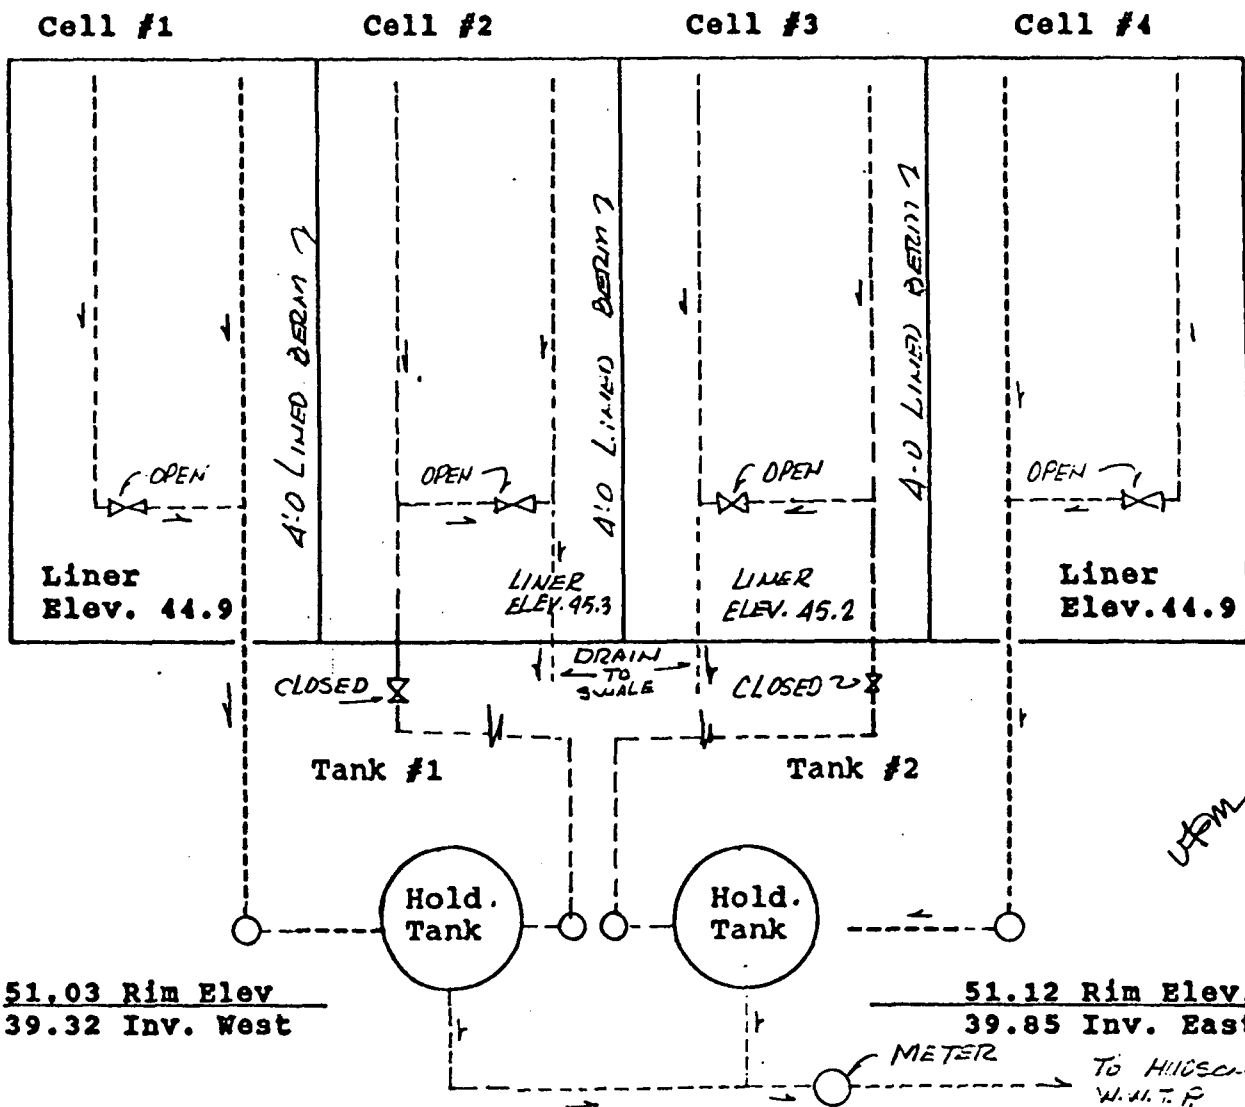 Cell #1
Cell #2
Cell #3
Cell #4
4'.0 LINED BERM
4'.0 LINED BERM
4-0 LINED BERM
OPEN
OPEN
OPEN
OPEN
Liner
Elev. 44.9
LINER
ELEV. 45.3
LINER
ELEV. 45.2
Liner
Elev.44.9
CLOSED
DRAIN
TO
SWALE
CLOSED
Tank #1
Tank #2
Hold.
Tank
Hold.
Tank
51.03 Rim Elev
39.32 Inv. West
51.12 Rim Elev.
39.85 Inv. East
METER
TO
W.W.T.P.